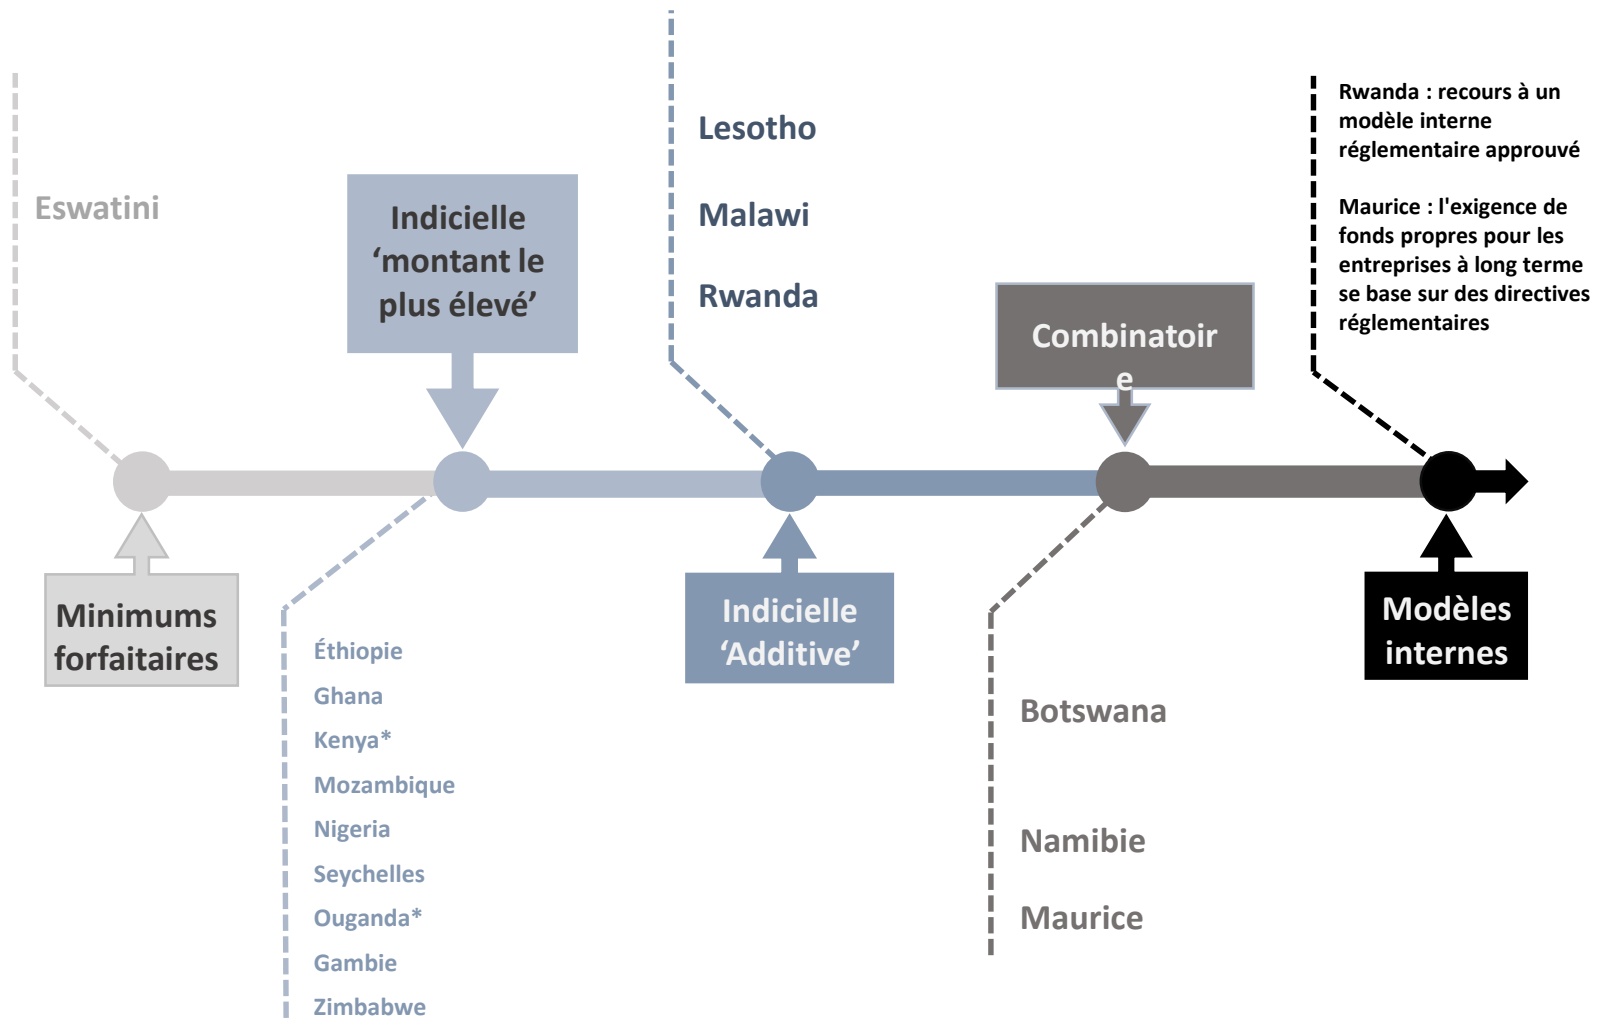 Eswatini
Minimums
forfaitaires
Indicielle
‘montant le
plus élevé’
Éthiopie
Ghana
Kenya*
Mozambique
Nigeria
Seychelles
Ouganda*
Gambie
Zimbabwe
Lesotho
Malawi
Rwanda
Indicielle
‘Additive’
Combinatoir
e
Botswana
Namibie
Maurice
Rwanda : recours à un
modèle interne
réglementaire approuvé
Maurice : l'exigence de
fonds propres pour les
entreprises à long terme
se base sur des directives
réglementaires
Modèles
internes